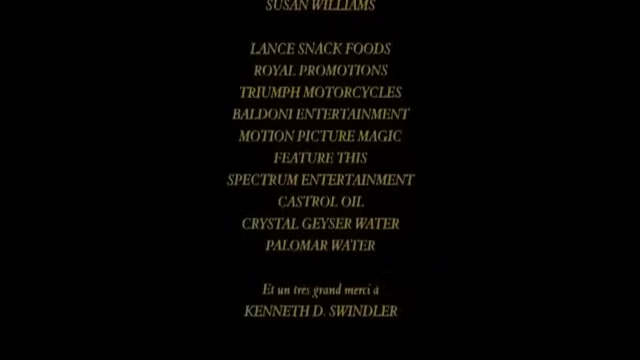 SUSAN WILLIAMS
LANCE SNACK FOODS
ROYAL PROMOTIONS
TRIUMPH MOTORCYCLES
BALDONI ENTERTAINMENT
MOTION PICTURE MAGIC
FEATURE THIS
SPECTRUM ENTERTAINMENT
CASTROL OIL
CRYSTAL GEYSER WATER
PALOMAR WATER
Et un très grand merci à
KENNETH D. SWINDLER